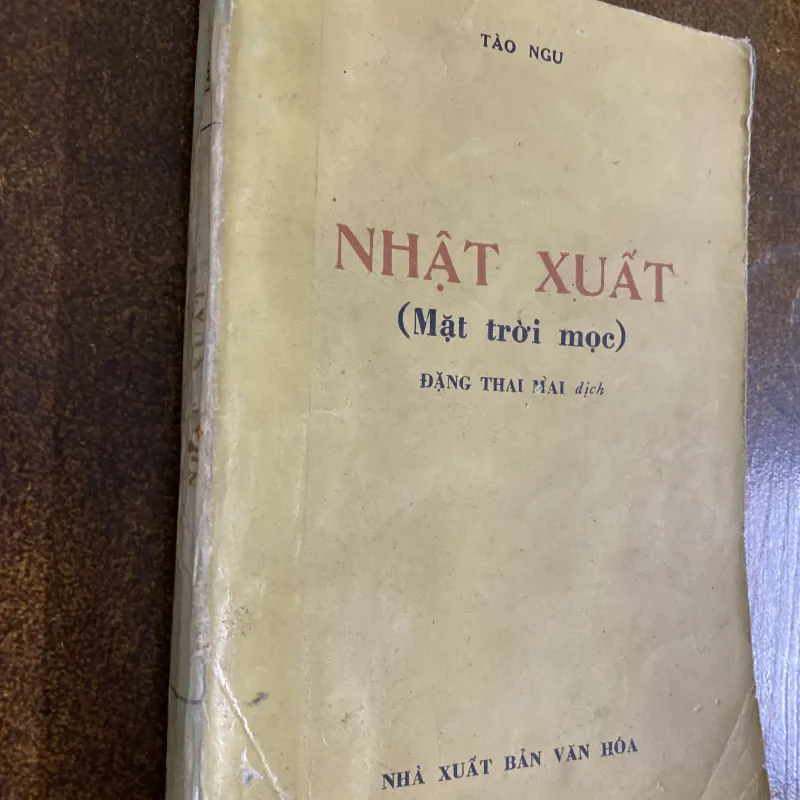 TÀO NGU
NHẬT XUẤT
(Mặt trời mọc)
ĐẶNG THAI MAI dịch
NHÀ XUẤT BẢN VĂN HÓA